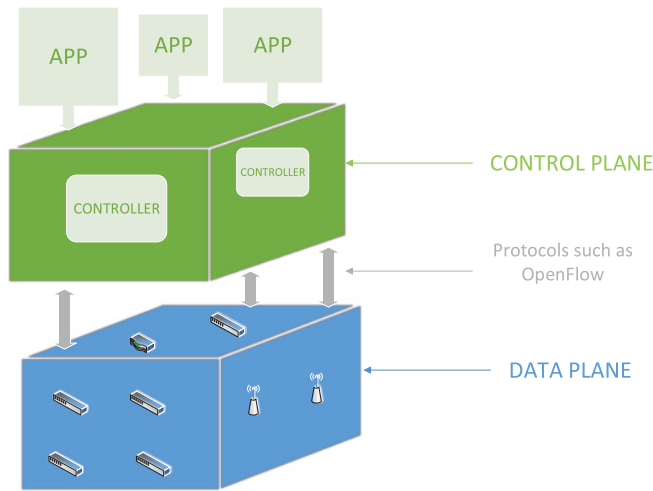 APP
APP
APP
CONTROLLER
CONTROLLER
CONTROL PLANE
Protocols such as
OpenFlow
DATA PLANE